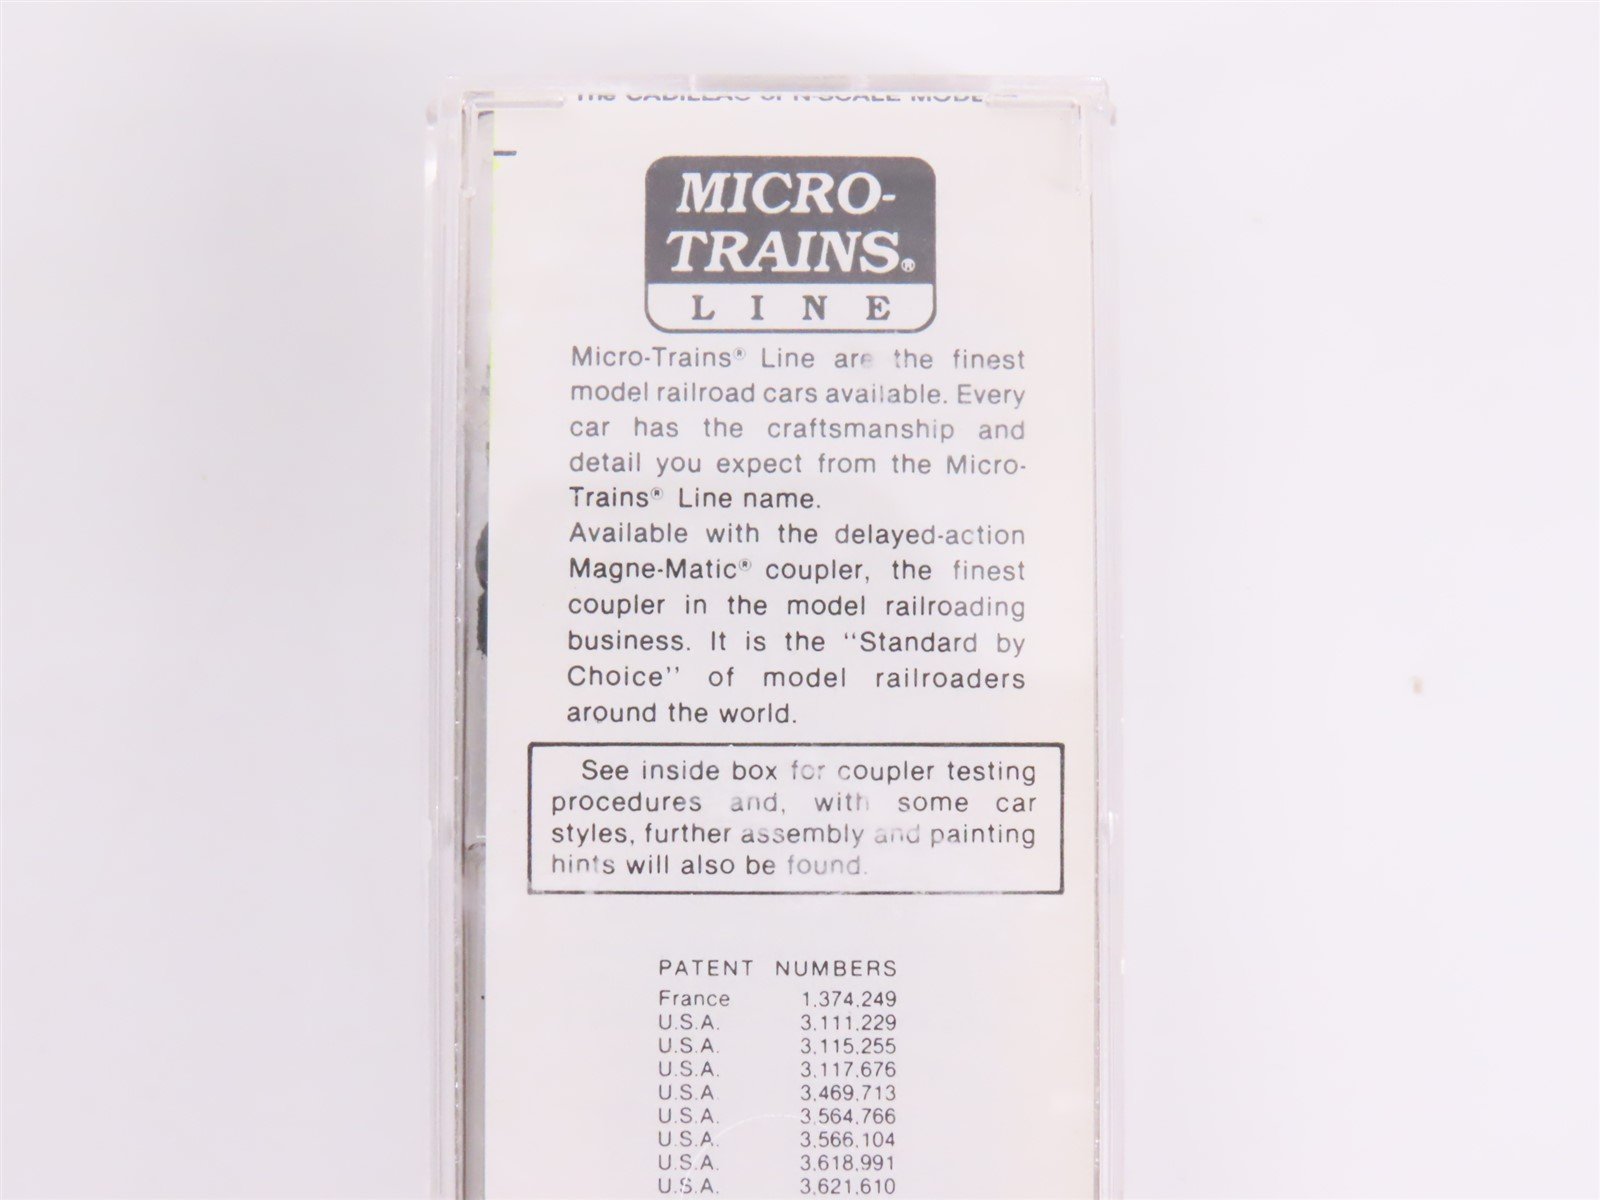 The CADILLAC of N-SCALE MODE
MICRO-
TRAINS®
LINE
Micro-Trains® Line are the finest
model railroad cars available. Every
car has the craftsmanship and
detail you expect from the Micro-
Trains® Line name.
Available with the delayed-action
Magne-Matic® coupler, the finest
coupler in the model railroading
business. It is the "Standard by
Choice" of model railroaders
around the world.
See inside box for coupler testing
procedures and, with some car
styles, further assembly and painting
hints will also be found.
PATENT NUMBERS
France 1,374,249
U.S.A. 3,111,229
U.S.A. 3,115,255
U.S.A. 3,117,676
U.S.A. 3,469,713
U.S.A. 3,564,766
U.S.A. 3,566,104
U.S.A. 3,618,991
U.S.A. 3,621,610